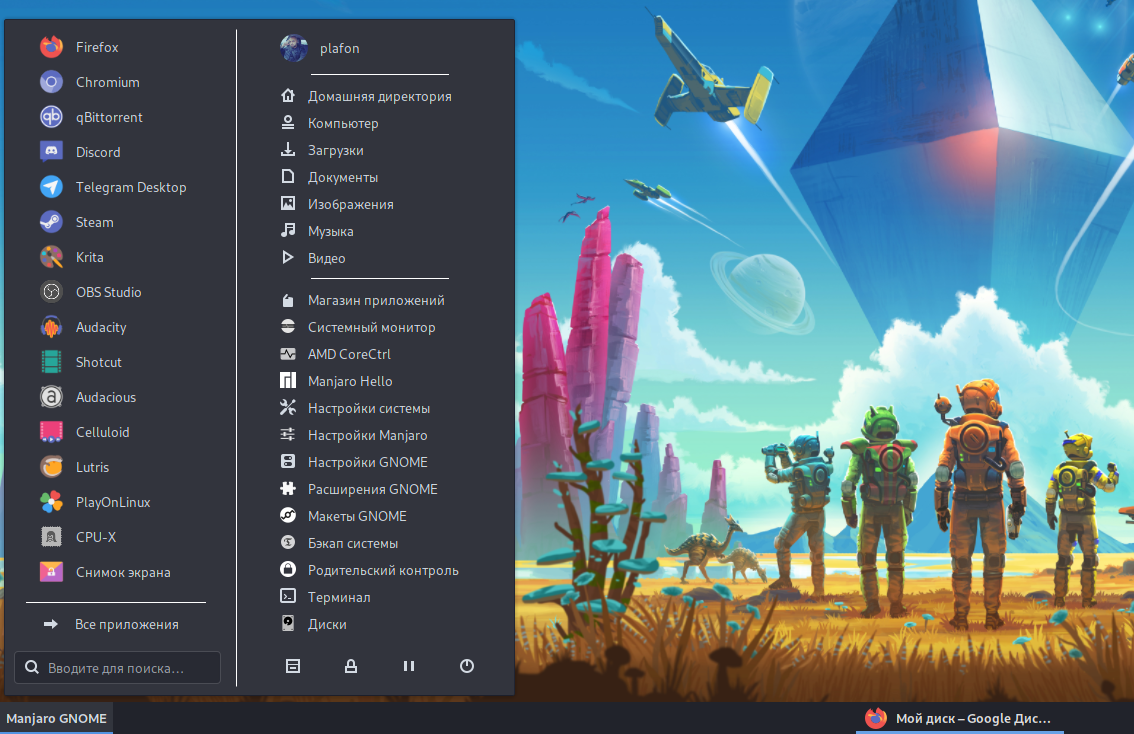 Firefox
Chromium
qBittorrent
Discord
Telegram Desktop
Steam
Krita
OBS Studio
Audacity
Shotcut
Audacious
Celluloid
Lutris
PlayOnLinux
CPU-X
Снимок экрана
Все приложения
Вводите для поиска...
plafon
Домашняя директория
Компьютер
Загрузки
Документы
Изображения
Музыка
Видео
Магазин приложений
Системный монитор
AMD CoreCtrl
Manjaro Hello
Настройки системы
Настройки Manjaro
Настройки GNOME
Расширения GNOME
Макеты GNOME
Бэкап системы
Родительский контроль
Терминал
Диски
Manjaro GNOME
Мой диск – Google Дис...